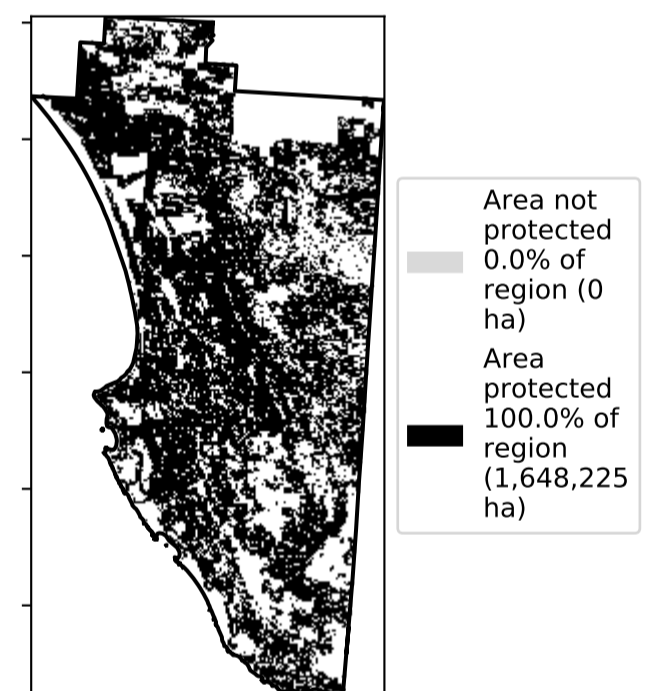 Area not
protected
0.0% of
region (0
ha)
Area
protected
100.0% of
region
(1,648,225
ha)